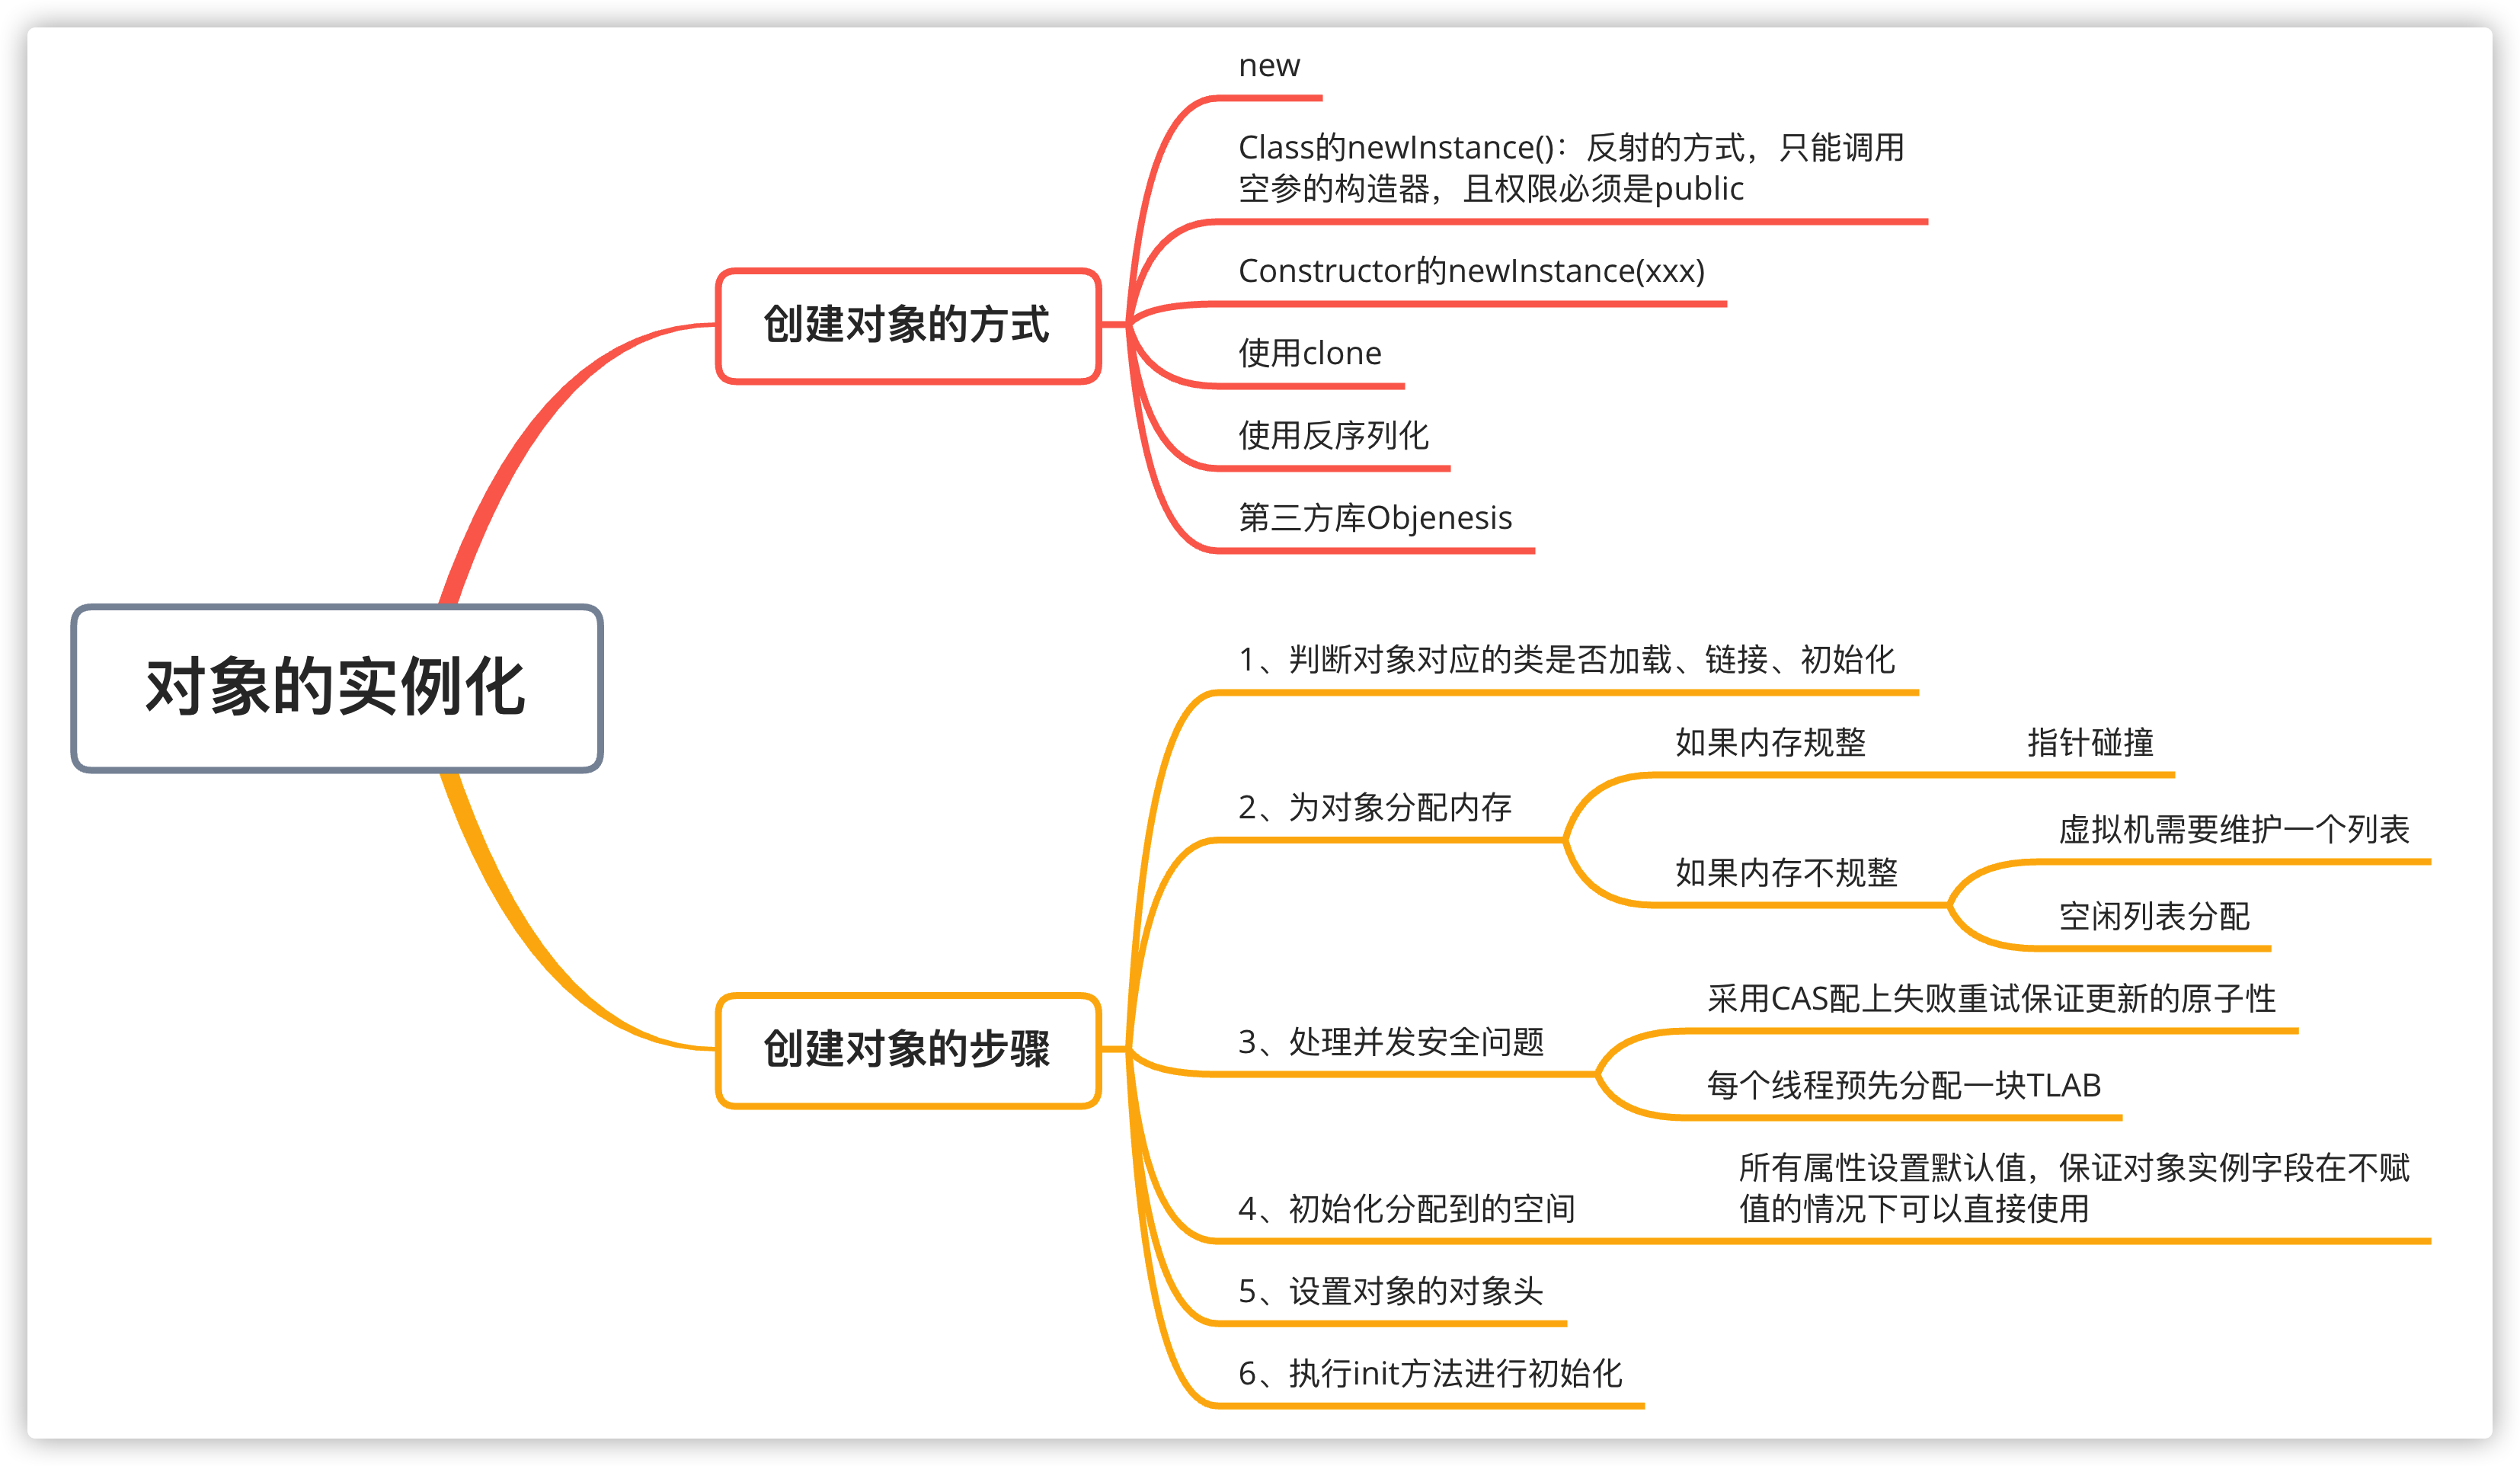 new
Class的newInstance()：反射的方式，只能调用
空参的构造器，且权限必须是public
Constructor的newInstance(xxx)
创建对象的方式
使用clone
使用反序列化
第三方库Objenesis
对象的实例化
1、判断对象对应的类是否加载、链接、初始化
2、为对象分配内存
如果内存规整
指针碰撞
如果内存不规整
虚拟机需要维护一个列表
空闲列表分配
创建对象的步骤
3、处理并发安全问题
采用CAS配上失败重试保证更新的原子性
每个线程预先分配一块TLAB
4、初始化分配到的空间
所有属性设置默认值，保证对象实例字段在不赋
值的情况下可以直接使用
5、设置对象的对象头
6、执行init方法进行初始化